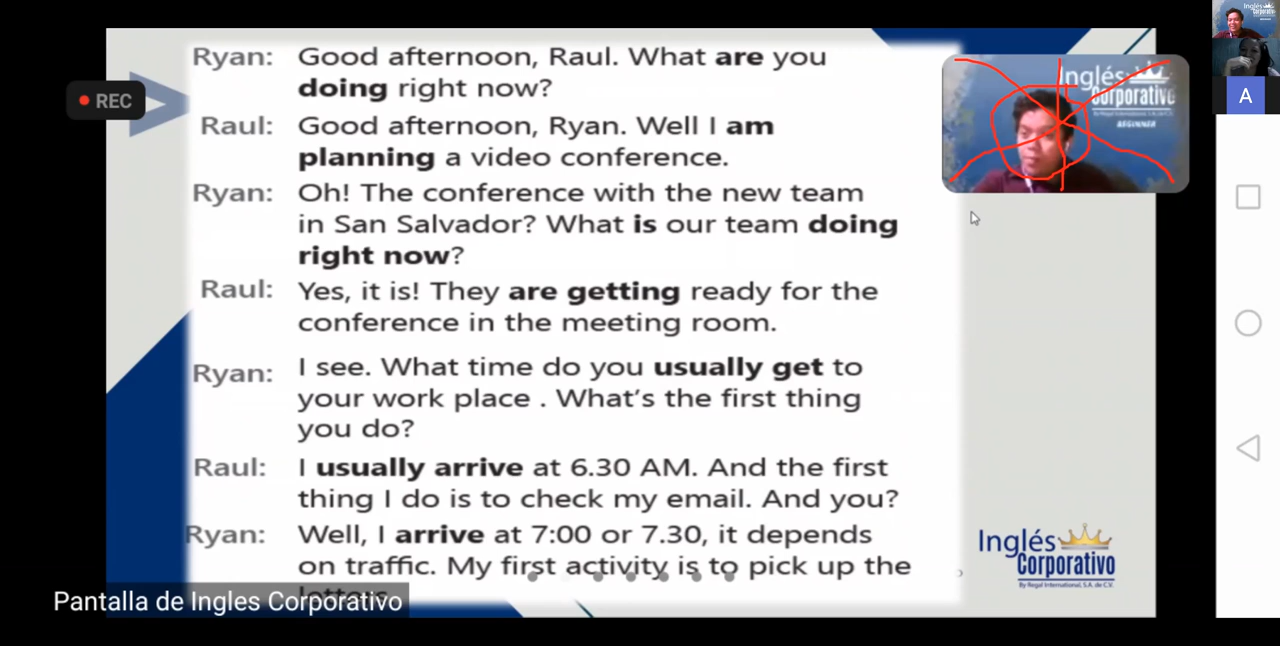 Ryan: Good afternoon, Raul. What are you
doing right now?
Raul: Good afternoon, Ryan. Well I am
planning a video conference.
Ryan: Oh! The conference with the new team
in San Salvador? What is our team doing
right now?
Raul: Yes, it is! They are getting ready for the
conference in the meeting room.
Ryan: I see. What time do you usually get to
your work place . What's the first thing
you do?
Raul: I usually arrive at 6.30 AM. And the first
thing I do is to check my email. And you?
Ryan: Well, I arrive at 7:00 or 7.30, it depends
on traffic. My first activity is to pick up the
letters
REC
Pantalla de Ingles Corporativo
Inglés
Corporativo
BEGINNER
Inglés
Corporativo
By Regal International, S.A. de C.V.
Inglés
Corporativo
A